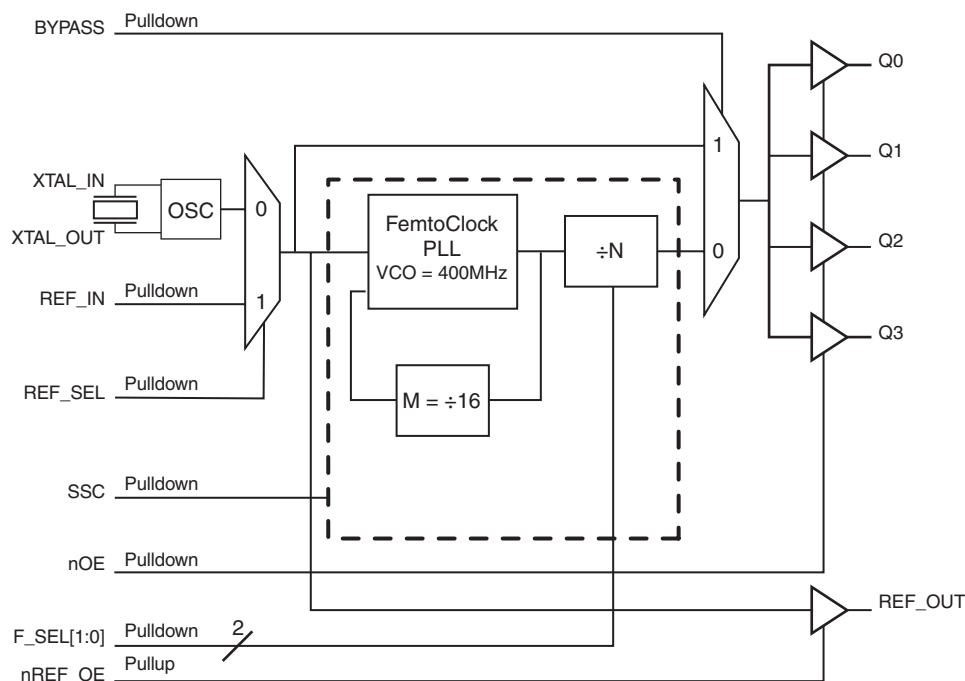 BYPASS Pulldown
Q0
Q1
1
XTAL_IN
OSC
0
FemtoClock
PLL
VCO = 400MHz
÷N
0
XTAL_OUT
Q2
REF_IN Pulldown
1
Q3
REF_SEL Pulldown
M = ÷16
SSC Pulldown
nOE Pulldown
REF_OUT
F_SEL[1:0] Pulldown 2
nREF_OE Pullup